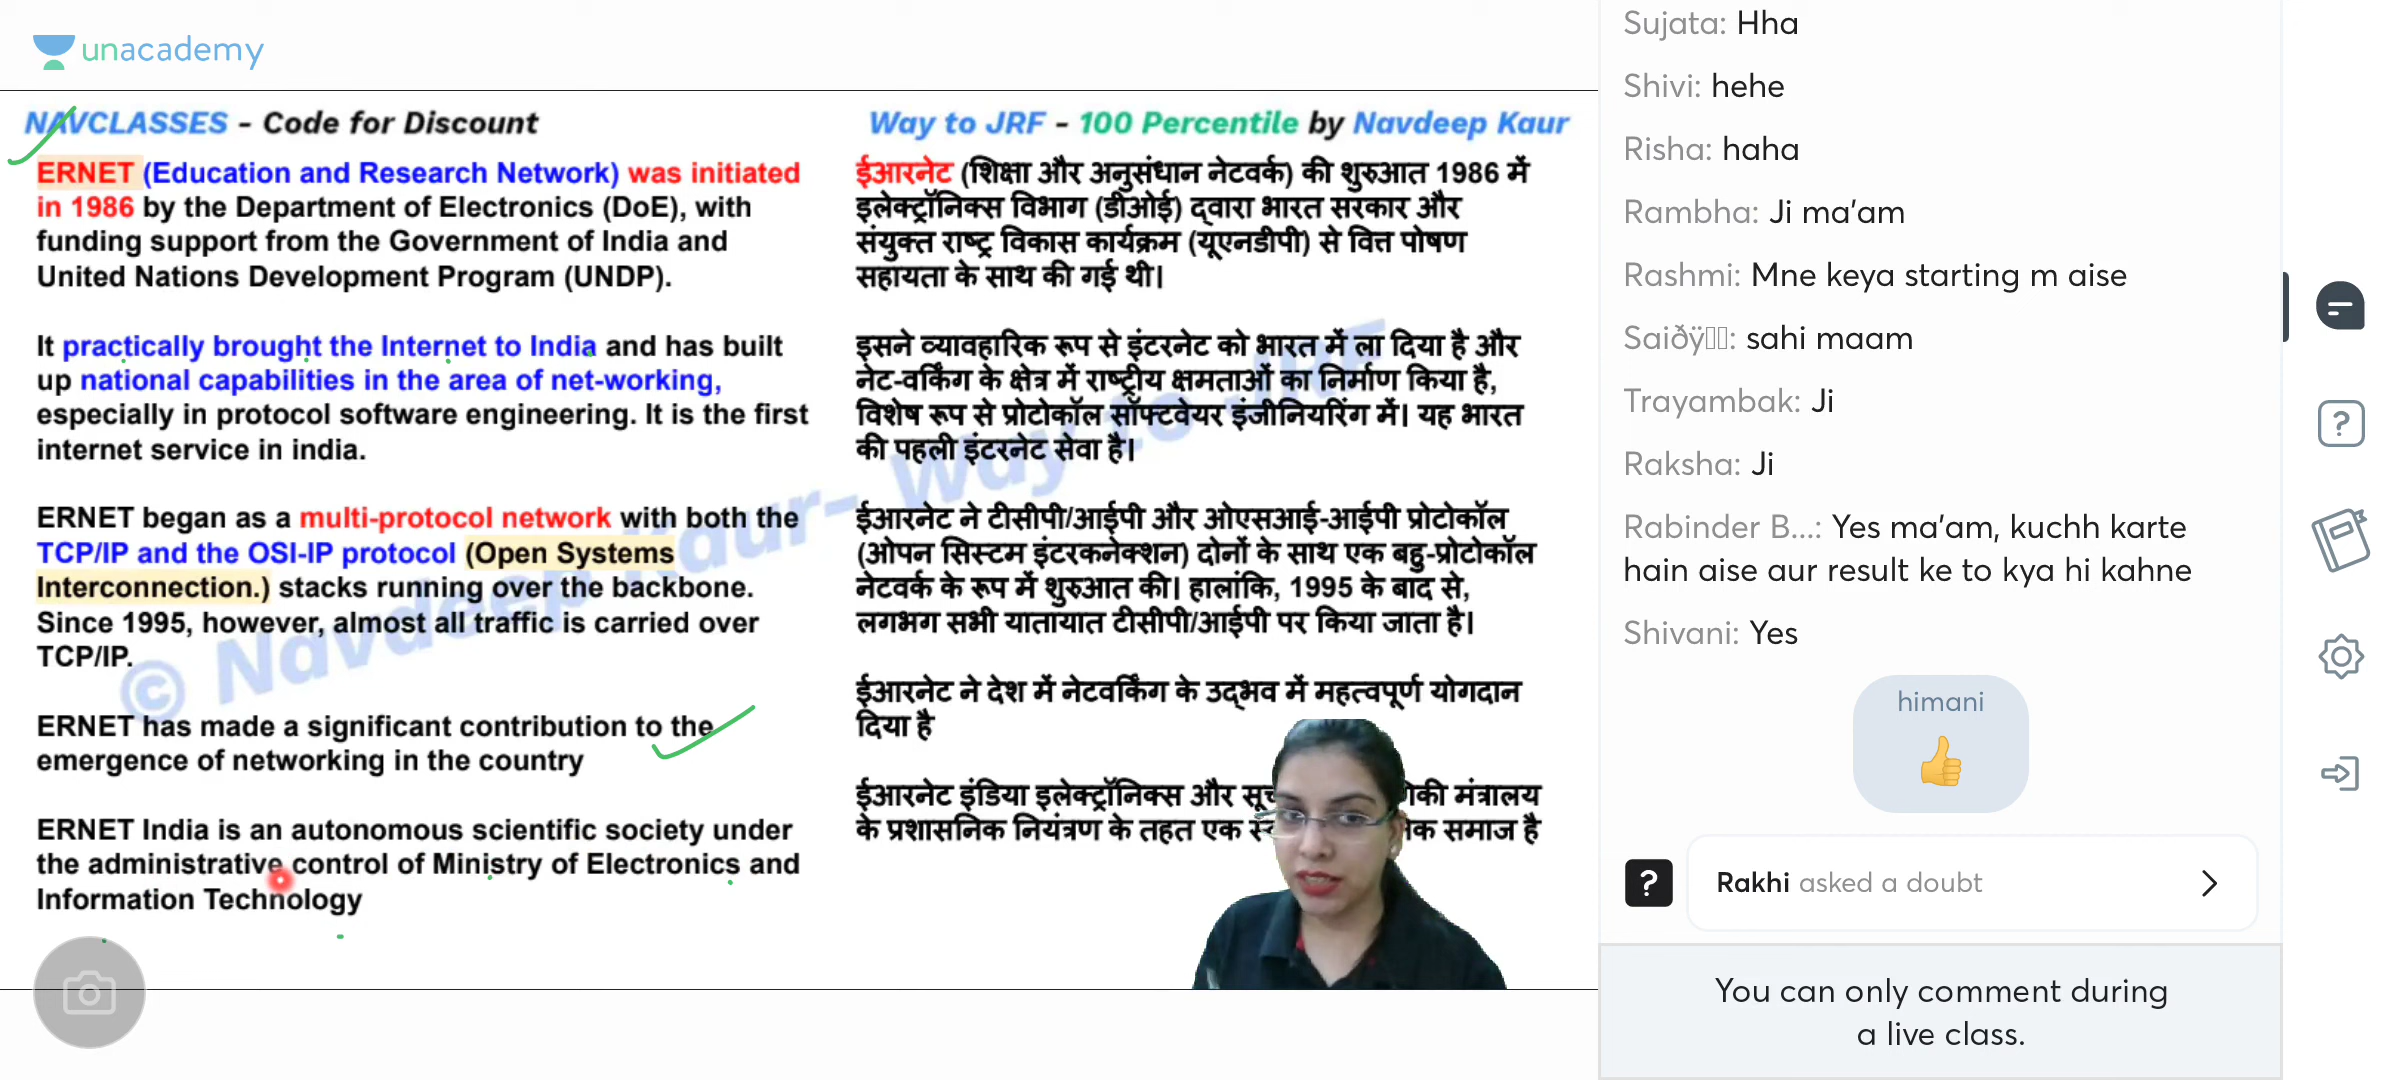 unacademy
NAVCLASSES - Code for Discount
Way to JRF - 100 Percentile by Navdeep Kaur
ERNET (Education and Research Network) was initiated
in 1986 by the Department of Electronics (DoE), with
funding support from the Government of India and
United Nations Development Program (UNDP).
It practically brought the Internet to India and has built
up national capabilities in the area of net-working,
especially in protocol software engineering. It is the first
internet service in india.
ERNET began as a multi-protocol network with both the
TCP/IP and the OSI-IP protocol (Open Systems
Interconnection.) stacks running over the backbone.
Since 1995, however, almost all traffic is carried over
TCP/IP.
ERNET has made a significant contribution to the
emergence of networking in the country
ERNET India is an autonomous scientific society under
the administrative control of Ministry of Electronics and
Information Technology
ईआरनेट (शिक्षा और अनुसंधान नेटवर्क) की शुरुआत 1986 में
इलेक्ट्रॉनिक्स विभाग (डीओई) द्वारा भारत सरकार और
संयुक्त राष्ट्र विकास कार्यक्रम (यूएनडीपी) से वित्त पोषण
सहायता के साथ की गई थी।
इसने व्यावहारिक रूप से इंटरनेट को भारत में ला दिया है और
नेट-वर्किंग के क्षेत्र में राष्ट्रीय क्षमताओं का निर्माण किया है,
विशेष रूप से प्रोटोकॉल सॉफ्टवेयर इंजीनियरिंग में। यह भारत
की पहली इंटरनेट सेवा है।
ईआरनेट ने टीसीपी/आईपी और ओएसआई-आईपी प्रोटोकॉल
(ओपन सिस्टम इंटरकनेक्शन) दोनों के साथ एक बहु-प्रोटोकॉल
नेटवर्क के रूप में शुरुआत की। हालांकि, 1995 के बाद से,
लगभग सभी यातायात टीसीपी/आईपी पर किया जाता है।
ईआरनेट ने देश में नेटवर्किंग के उद्भव में महत्वपूर्ण योगदान
दिया है
ईआरनेट इंडिया इलेक्ट्रॉनिक्स और मंत्रालय
के प्रशासनिक नियंत्रण के तहत एक समाज है
© Navdeep Kaur- Way to JRF
Sujata: Hha
Shivi: hehe
Risha: haha
Rambha: Ji ma'am
Rashmi: Mne keya starting m aise
Saiðÿ: sahi maam
Trayambak: Ji
Raksha: Ji
Rabinder B...: Yes ma'am, kuchh karte
hain aise aur result ke to kya hi kahne
Shivani: Yes
himani
? Rakhi asked a doubt
You can only comment during
a live class.
?